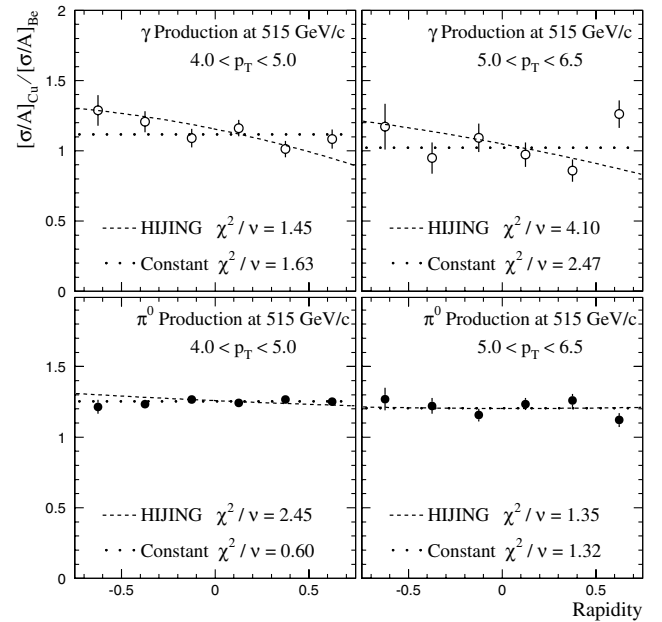 [σ/A]Cu / [σ/A]Be
2
γ Production at 515 GeV/c
4.0 < pT < 5.0
γ Production at 515 GeV/c
5.0 < pT < 6.5
1.5
1
0.5
HIJING χ² / ν = 1.45
Constant χ² / ν = 1.63
HIJING χ² / ν = 4.10
Constant χ² / ν = 2.47
0
π⁰ Production at 515 GeV/c
4.0 < pT < 5.0
π⁰ Production at 515 GeV/c
5.0 < pT < 6.5
1.5
1
0.5
HIJING χ² / ν = 2.45
Constant χ² / ν = 0.60
HIJING χ² / ν = 1.35
Constant χ² / ν = 1.32
0
-0.5 0 0.5 -0.5 0 0.5
Rapidity